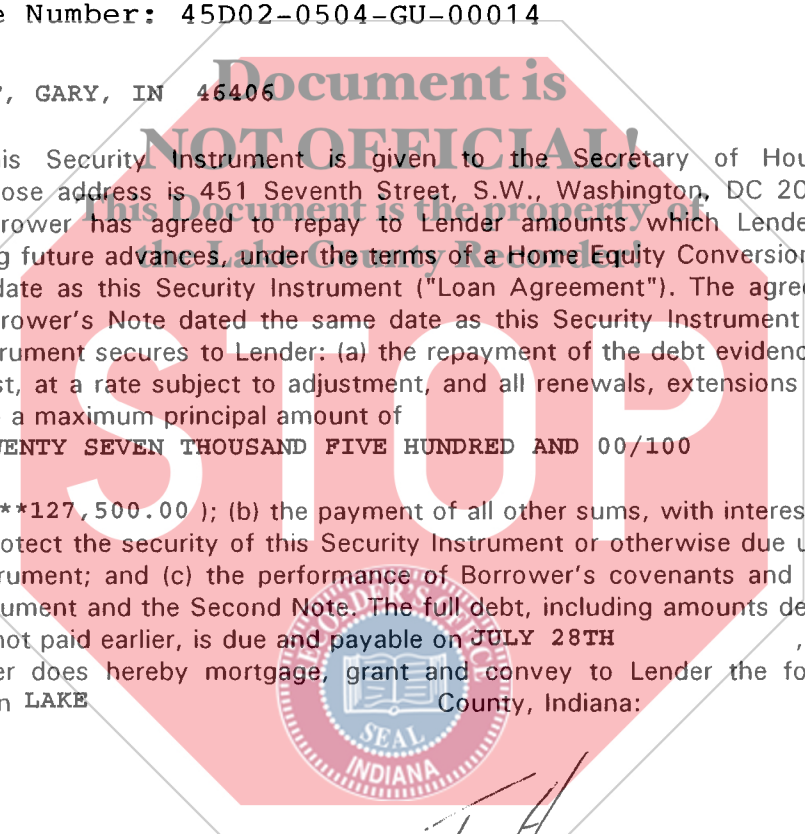 e Number: 45D02-0504-GU-00014
, GARY, IN 46406
Document is
NOT OFFICIAL!
This Document is the property of
the Lake County Recorder!
is Security Instrument is given to the Secretary of Hou
ose address is 451 Seventh Street, S.W., Washington, DC 20
rower has agreed to repay to Lender amounts which Lende
g future advances, under the terms of a Home Equity Conversion
date as this Security Instrument ("Loan Agreement"). The agree
rower's Note dated the same date as this Security Instrument
trument secures to Lender: (a) the repayment of the debt evidenc
st, at a rate subject to adjustment, and all renewals, extensions
a maximum principal amount of
ENTY SEVEN THOUSAND FIVE HUNDRED AND 00/100
**127,500.00 ); (b) the payment of all other sums, with interes
otect the security of this Security Instrument or otherwise due u
rument; and (c) the performance of Borrower's covenants and
ument and the Second Note. The full debt, including amounts de
not paid earlier, is due and payable on JULY 28TH ,
er does hereby mortgage, grant and convey to Lender the fo
n LAKE County, Indiana:
STOP
RECORDER'S OFFICE
SEAL
INDIANA